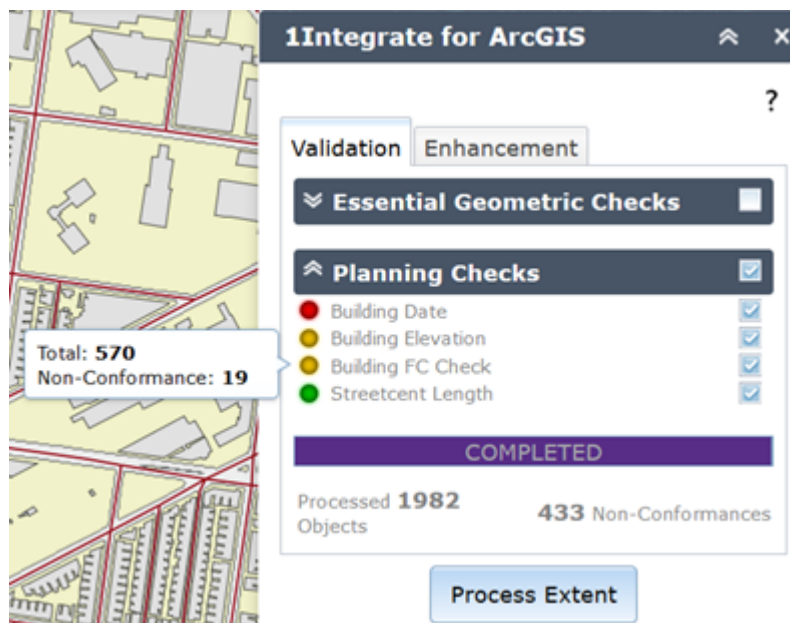 1Integrate for ArcGIS
?
Validation Enhancement
Essential Geometric Checks
Planning Checks
Building Date
Building Elevation
Total: 570
Building FC Check
Non-Conformance: 19
Streetcent Length
COMPLETED
Processed 1982
Objects
433 Non-Conformances
Process Extent